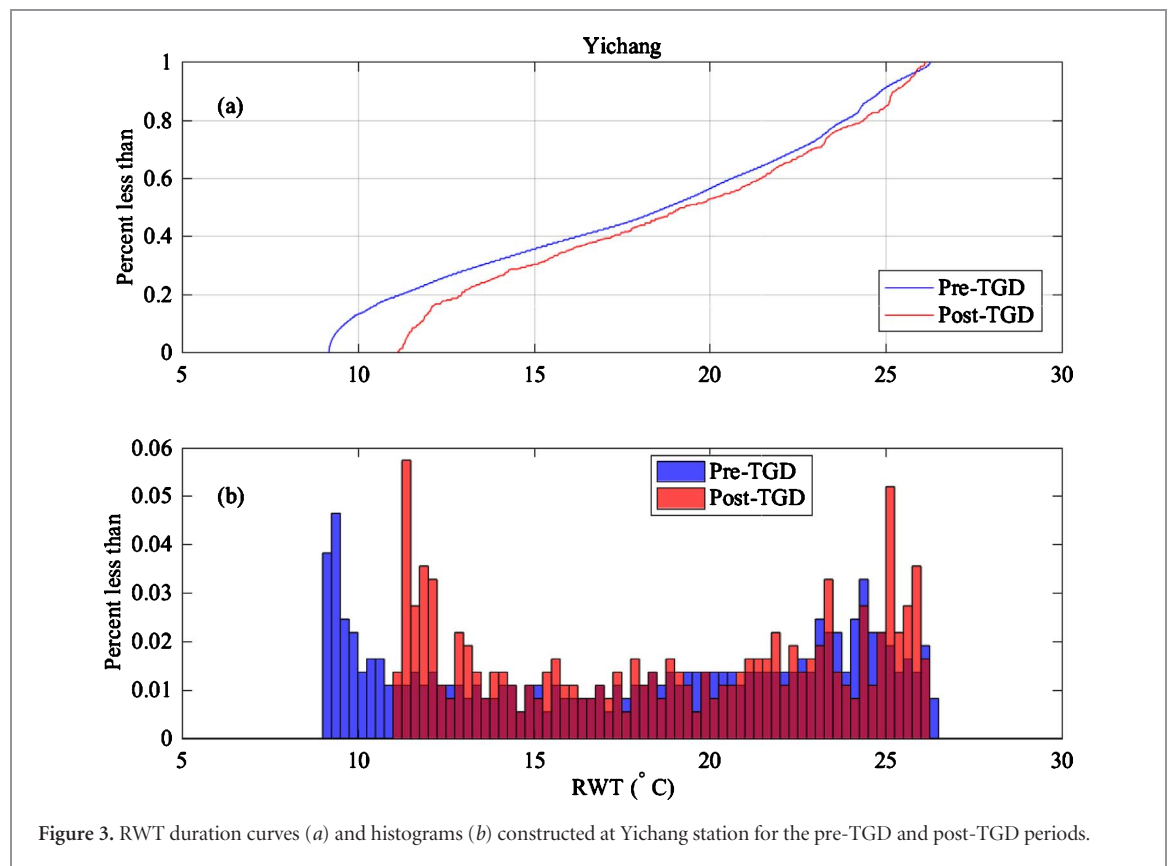 Yichang
1
0.8
0.6
0.4
0.2
0
Percent less than
(a)
Pre-TGD
Post-TGD
5 10 15 20 25 30
0.06
0.05
0.04
0.03
0.02
0.01
0
Percent less than
(b)
Pre-TGD
Post-TGD
5 10 15 20 25 30
RWT (° C)
Figure 3. RWT duration curves (a) and histograms (b) constructed at Yichang station for the pre-TGD and post-TGD periods.